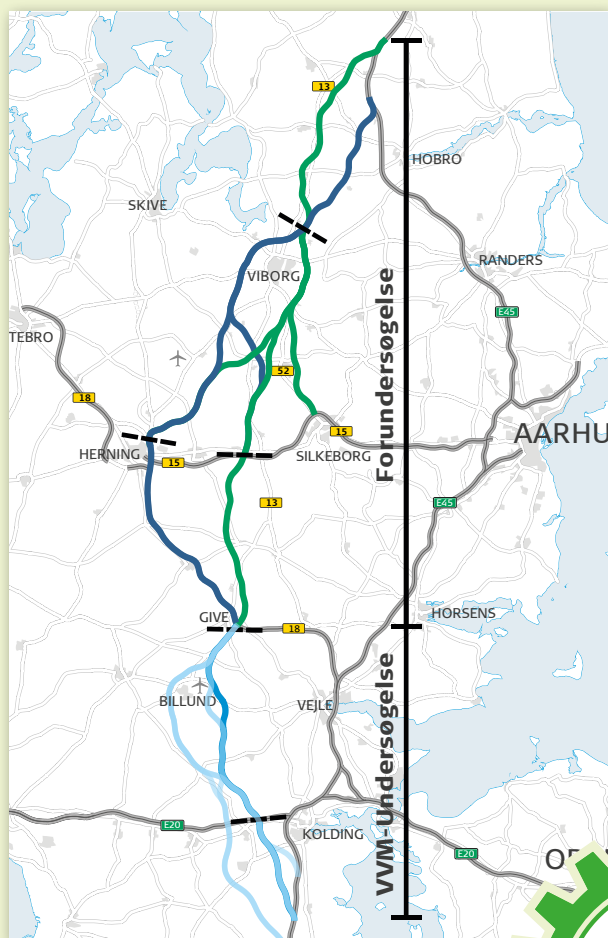 13
HOBRO
SKIVE
RANDERS
VIBORG
E45
TEBRO
52
18
15
AARHU
HERNING
15
SILKEBORG
Forundersøgelse
13
E45
GIVE
HORSENS
18
BILLUND
VEJLE
VVM-Undersøgelse
E20
KOLDING
E20